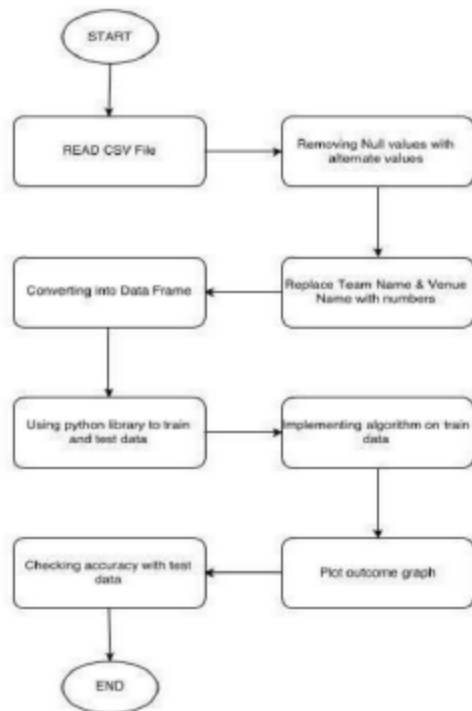 START
READ CSV File
Removing Null values with
alternate values
Replace Team Name & Venue
Name with numbers
Converting into Data Frame
Using python library to train
and test data
Implementing algorithm on train
data
Plot outcome graph
Checking accuracy with test
data
END